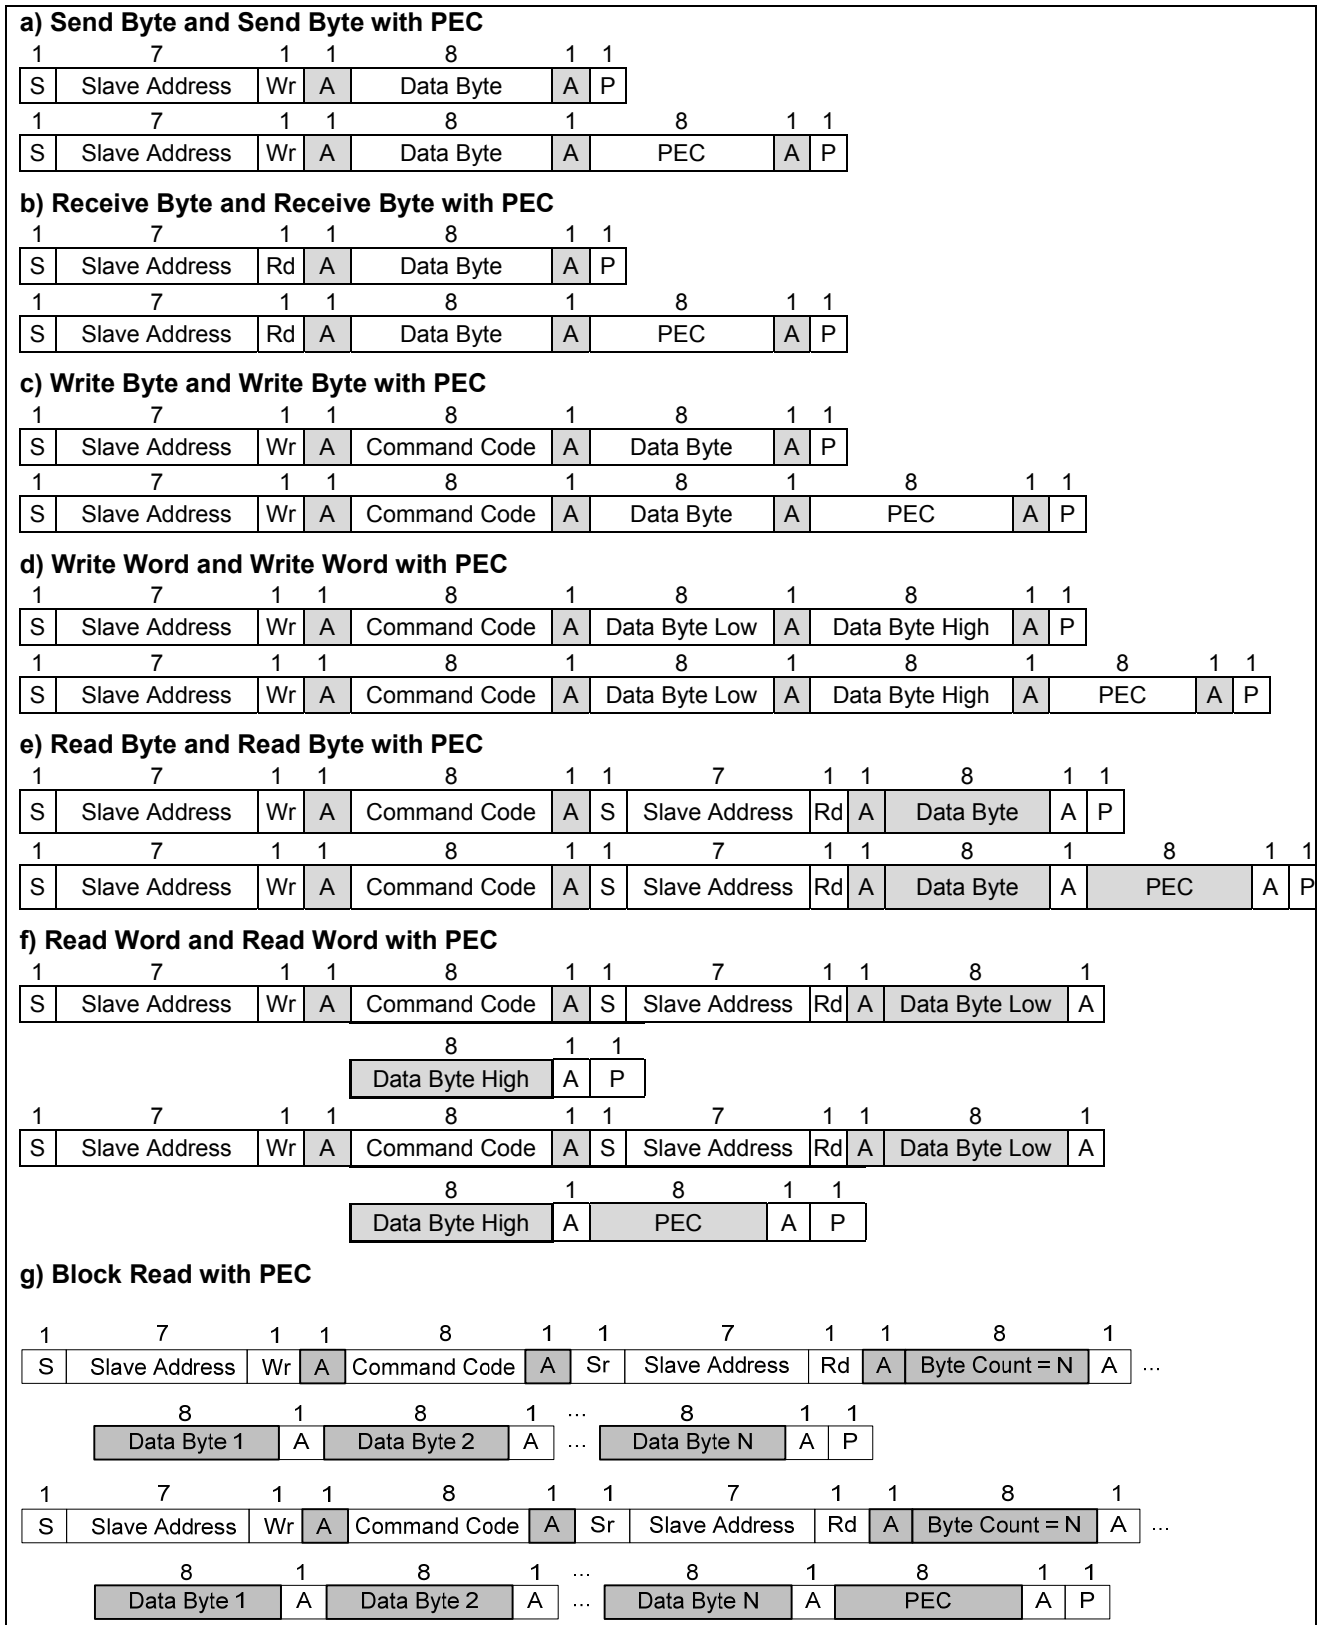 a) Send Byte and Send Byte with PEC
1 7 1 1 8 1 1
S Slave Address Wr A Data Byte A P
1 7 1 1 8 1 8 1 1
S Slave Address Wr A Data Byte A PEC A P
b) Receive Byte and Receive Byte with PEC
1 7 1 1 8 1 1
S Slave Address Rd A Data Byte A P
1 7 1 1 8 1 8 1 1
S Slave Address Rd A Data Byte A PEC A P
c) Write Byte and Write Byte with PEC
1 7 1 1 8 1 8 1 1
S Slave Address Wr A Command Code A Data Byte A P
1 7 1 1 8 1 8 1 8 1 1
S Slave Address Wr A Command Code A Data Byte A PEC A P
d) Write Word and Write Word with PEC
1 7 1 1 8 1 8 1 8 1 1
S Slave Address Wr A Command Code A Data Byte Low A Data Byte High A P
1 7 1 1 8 1 8 1 8 1 8 1 1
S Slave Address Wr A Command Code A Data Byte Low A Data Byte High A PEC A P
e) Read Byte and Read Byte with PEC
1 7 1 1 8 1 1 7 1 1 8 1 1
S Slave Address Wr A Command Code A S Slave Address Rd A Data Byte A P
1 7 1 1 8 1 1 7 1 1 8 1 8 1 1
S Slave Address Wr A Command Code A S Slave Address Rd A Data Byte A PEC A P
f) Read Word and Read Word with PEC
1 7 1 1 8 1 1 7 1 1 8 1
S Slave Address Wr A Command Code A S Slave Address Rd A Data Byte Low A
8 1 1
Data Byte High A P
1 7 1 1 8 1 1 7 1 1 8 1
S Slave Address Wr A Command Code A S Slave Address Rd A Data Byte Low A
8 1 8 1 1
Data Byte High A PEC A P
g) Block Read with PEC
1 7 1 1 8 1 1 7 1 1 8 1
S Slave Address Wr A Command Code A Sr Slave Address Rd A Byte Count = N A ...
8 1 8 1 ... 8 1 1
Data Byte 1 A Data Byte 2 A ... Data Byte N A P
1 7 1 1 8 1 1 7 1 1 8 1
S Slave Address Wr A Command Code A Sr Slave Address Rd A Byte Count = N A ...
8 1 8 1 ... 8 1 8 1 1
Data Byte 1 A Data Byte 2 A ... Data Byte N A PEC A P